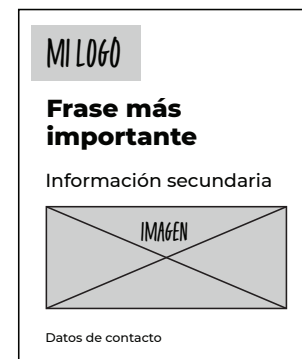 MI LOGO
Frase más
importante
Información secundaria
IMAGEN
Datos de contacto